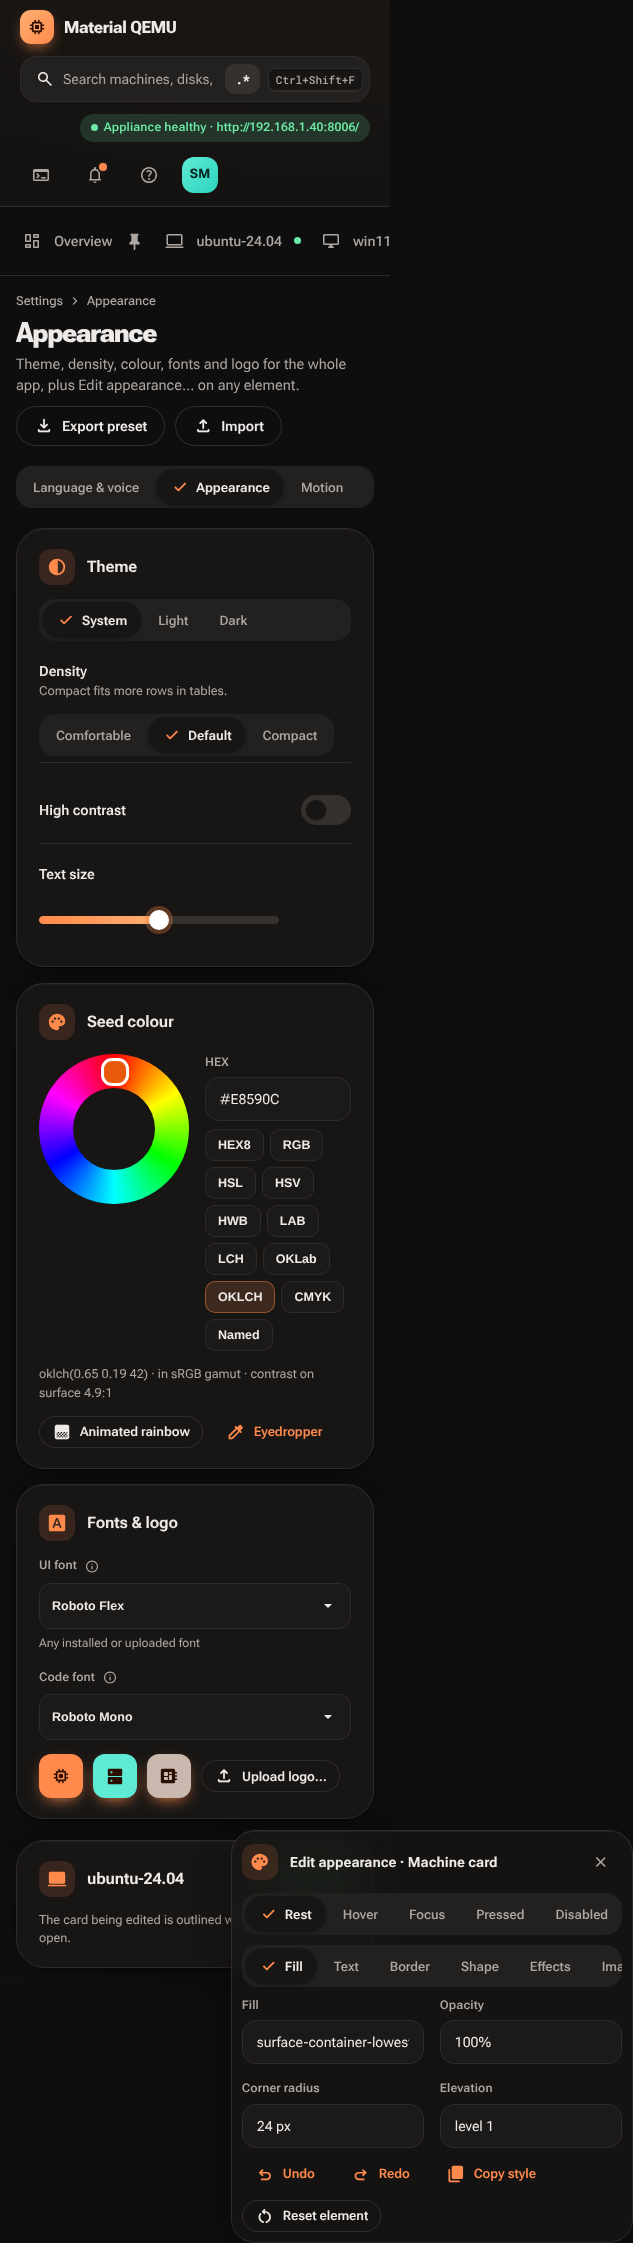 Material QEMU
Search machines, disks,
.*
Ctrl+Shift+F
Appliance healthy · http://192.168.1.40:8006/
SM
Overview
ubuntu-24.04
win11
Settings > Appearance
Appearance
Theme, density, colour, fonts and logo for the whole
app, plus Edit appearance... on any element.
Export preset
Import
Language & voice
Appearance
Motion
Theme
System
Light
Dark
Density
Compact fits more rows in tables.
Comfortable
Default
Compact
High contrast
Text size
Seed colour
HEX
#E8590C
HEX8
RGB
HSL
HSV
HWB
LAB
LCH
OKLab
OKLCH
CMYK
Named
oklch(0.65 0.19 42) · in sRGB gamut · contrast on
surface 4.9:1
Animated rainbow
Eyedropper
Fonts & logo
UI font
Roboto Flex
Any installed or uploaded font
Code font
Roboto Mono
Upload logo...
ubuntu-24.04
The card being edited is outlined
open.
Edit appearance · Machine card
Rest
Hover
Focus
Pressed
Disabled
Fill
Text
Border
Shape
Effects
Fill
Opacity
surface-container-lowes
100%
Corner radius
Elevation
24 px
level 1
Undo
Redo
Copy style
Reset element